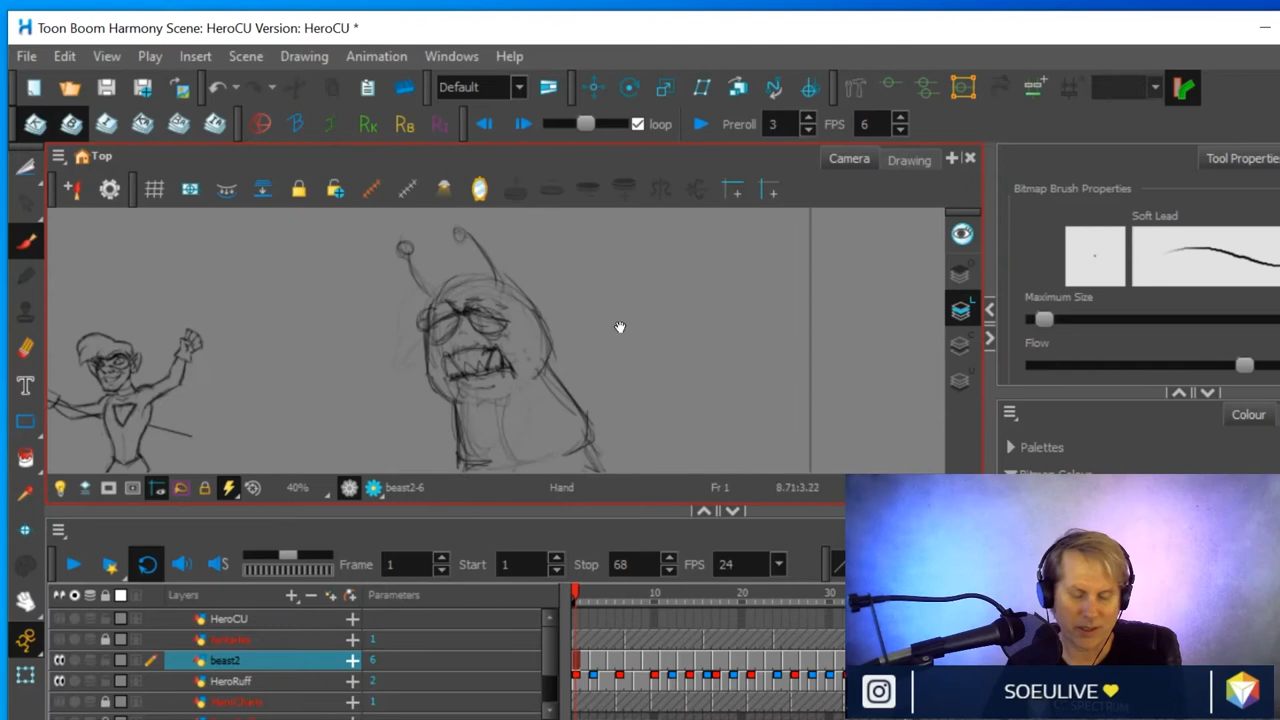 Toon Boom Harmony Scene: HeroCU Version: HeroCU *
File Edit View Play Insert Scene Drawing Animation Windows Help
Default
RK RB
loop Preroll 3 FPS 6
Top Camera Drawing
Tool Properties
Bitmap Brush Properties
Soft Lead
Maximum Size
Flow
Colour
Palettes
40% beast2-6 Hand Fr 1 8.71:3.22
Frame 1 Start 1 Stop 68 FPS 24
Layers Parameters 10 20 30
HeroCU
1
beast2 6
HeroRuff 2
1
SOEULIVE 💛